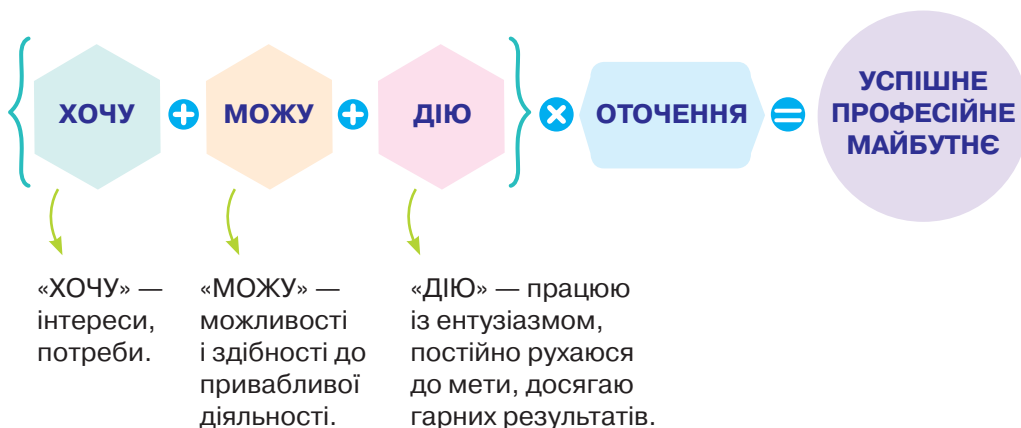 { ХОЧУ + МОЖУ + ДІЮ } × ОТОЧЕННЯ =
УСПІШНЕ
ПРОФЕСІЙНЕ
МАЙБУТНЄ
«ХОЧУ» —
інтереси,
потреби.
«МОЖУ» —
можливості
і здібності до
привабливої
діяльності.
«ДІЮ» — працюю
із ентузіазмом,
постійно рухаюся
до мети, досягаю
гарних результатів.